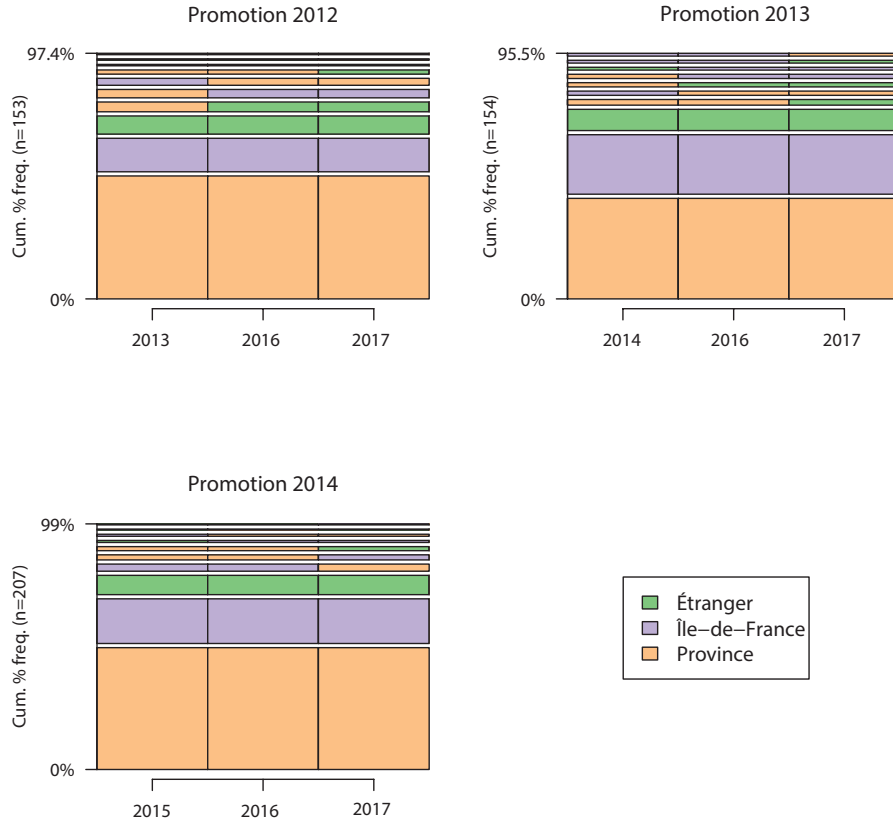 Promotion 2012
97.4%
Cum. % freq. (n=153)
0%
2013 2016 2017
Promotion 2013
95.5%
Cum. % freq. (n=154)
0%
2014 2016 2017
Promotion 2014
99%
Cum. % freq. (n=207)
0%
2015 2016 2017
Étranger
Île−de−France
Province